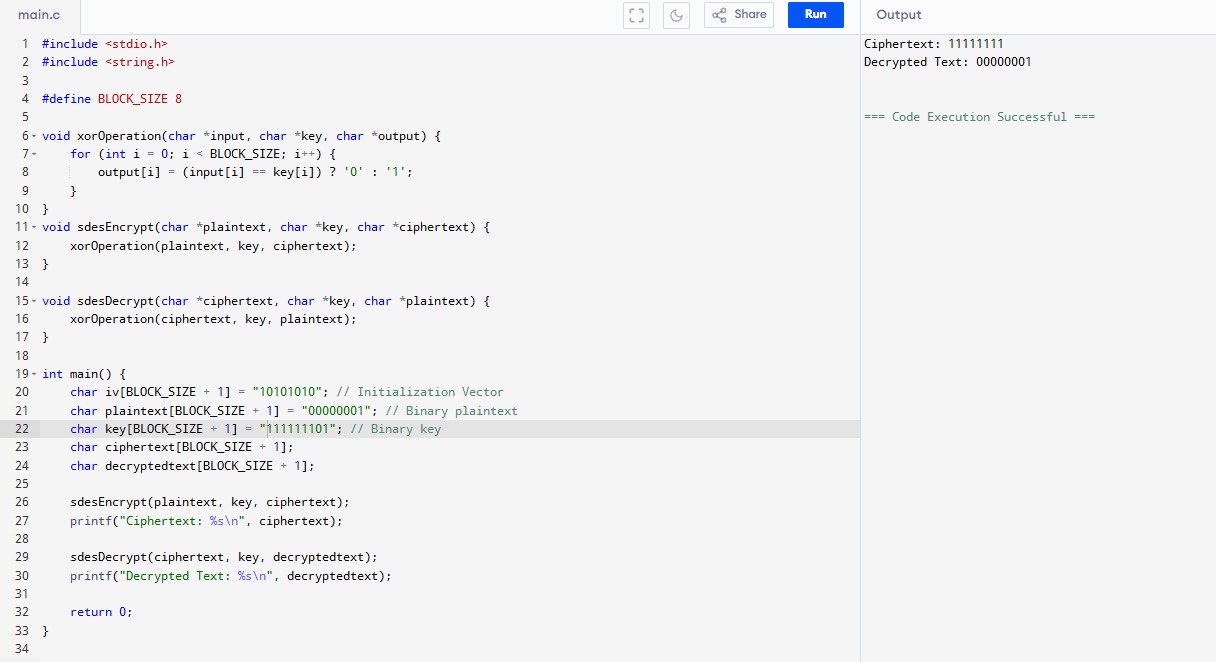 main.c
Share
Run
Output
1 #include <stdio.h>
2 #include <string.h>
3
4 #define BLOCK_SIZE 8
5
6 void xorOperation(char *input, char *key, char *output) {
7     for (int i = 0; i < BLOCK_SIZE; i++) {
8         output[i] = (input[i] == key[i]) ? '0' : '1';
9     }
10 }
11 void sdesEncrypt(char *plaintext, char *key, char *ciphertext) {
12     xorOperation(plaintext, key, ciphertext);
13 }
14
15 void sdesDecrypt(char *ciphertext, char *key, char *plaintext) {
16     xorOperation(ciphertext, key, plaintext);
17 }
18
19 int main() {
20     char iv[BLOCK_SIZE + 1] = "10101010"; // Initialization Vector
21     char plaintext[BLOCK_SIZE + 1] = "00000001"; // Binary plaintext
22     char key[BLOCK_SIZE + 1] = "111111101"; // Binary key
23     char ciphertext[BLOCK_SIZE + 1];
24     char decryptedtext[BLOCK_SIZE + 1];
25
26     sdesEncrypt(plaintext, key, ciphertext);
27     printf("Ciphertext: %s\n", ciphertext);
28
29     sdesDecrypt(ciphertext, key, decryptedtext);
30     printf("Decrypted Text: %s\n", decryptedtext);
31
32     return 0;
33 }
34
Ciphertext: 11111111
Decrypted Text: 00000001
=== Code Execution Successful ===